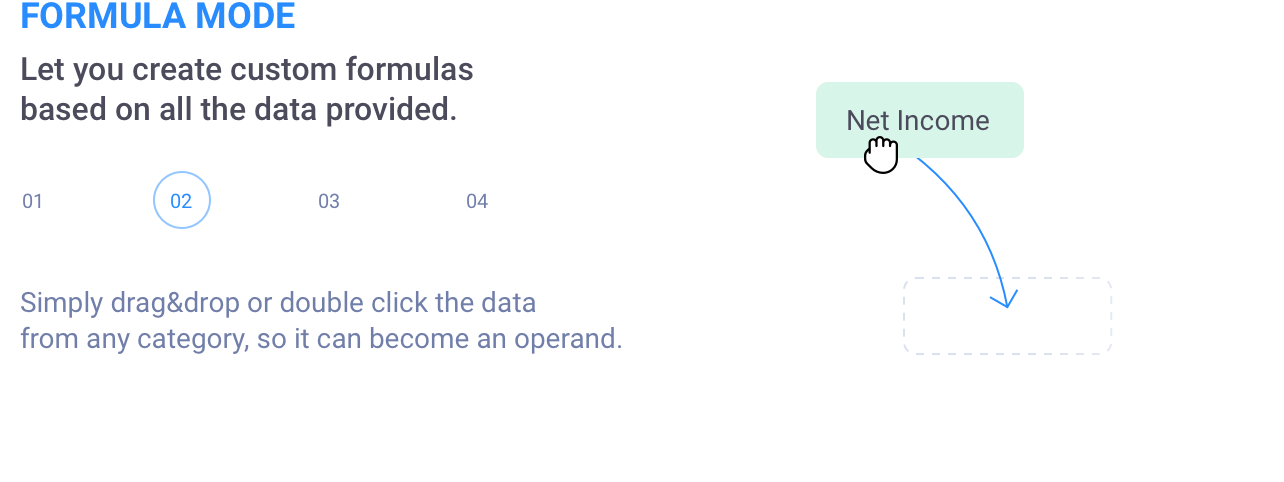 FORMULA MODE
Let you create custom formulas
based on all the data provided.
01 02 03 04
Simply drag&drop or double click the data
from any category, so it can become an operand.
Net Income